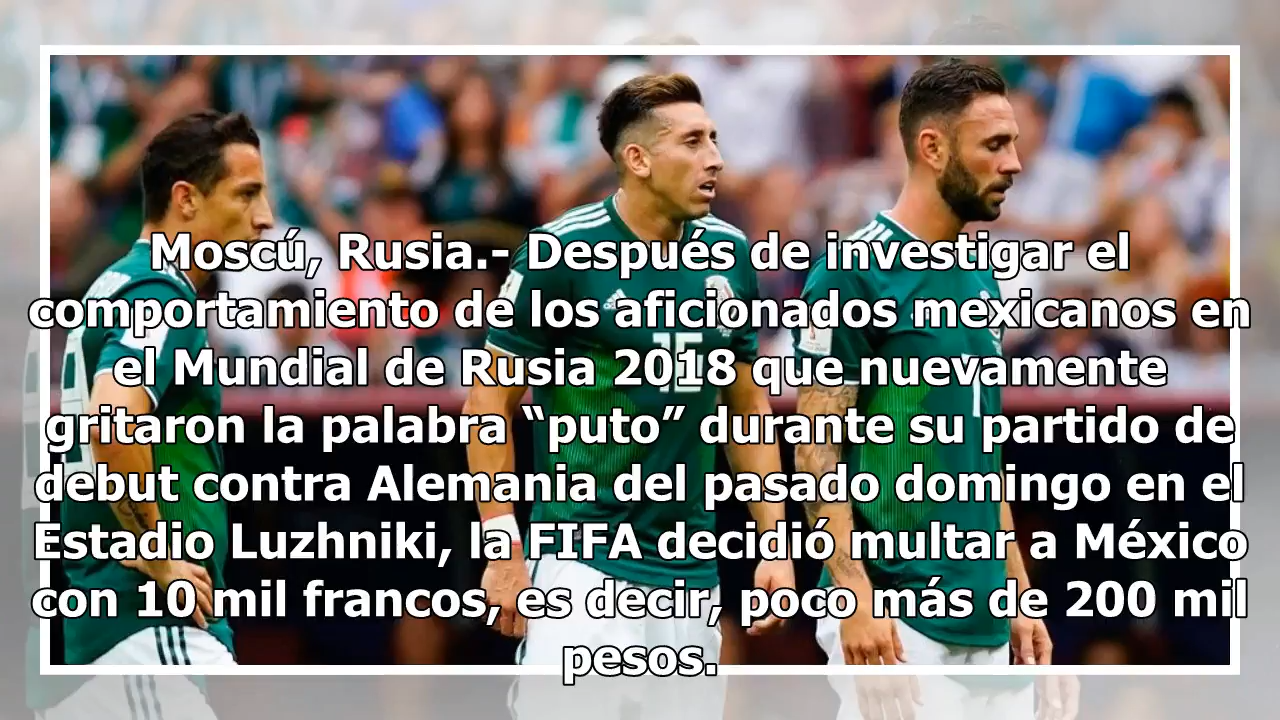 Moscú, Rusia.- Después de investigar el
comportamiento de los aficionados mexicanos en
el Mundial de Rusia 2018 que nuevamente
gritaron la palabra “puto” durante su partido de
debut contra Alemania del pasado domingo en el
Estadio Luzhniki, la FIFA decidió multar a México
con 10 mil francos, es decir, poco más de 200 mil
pesos.